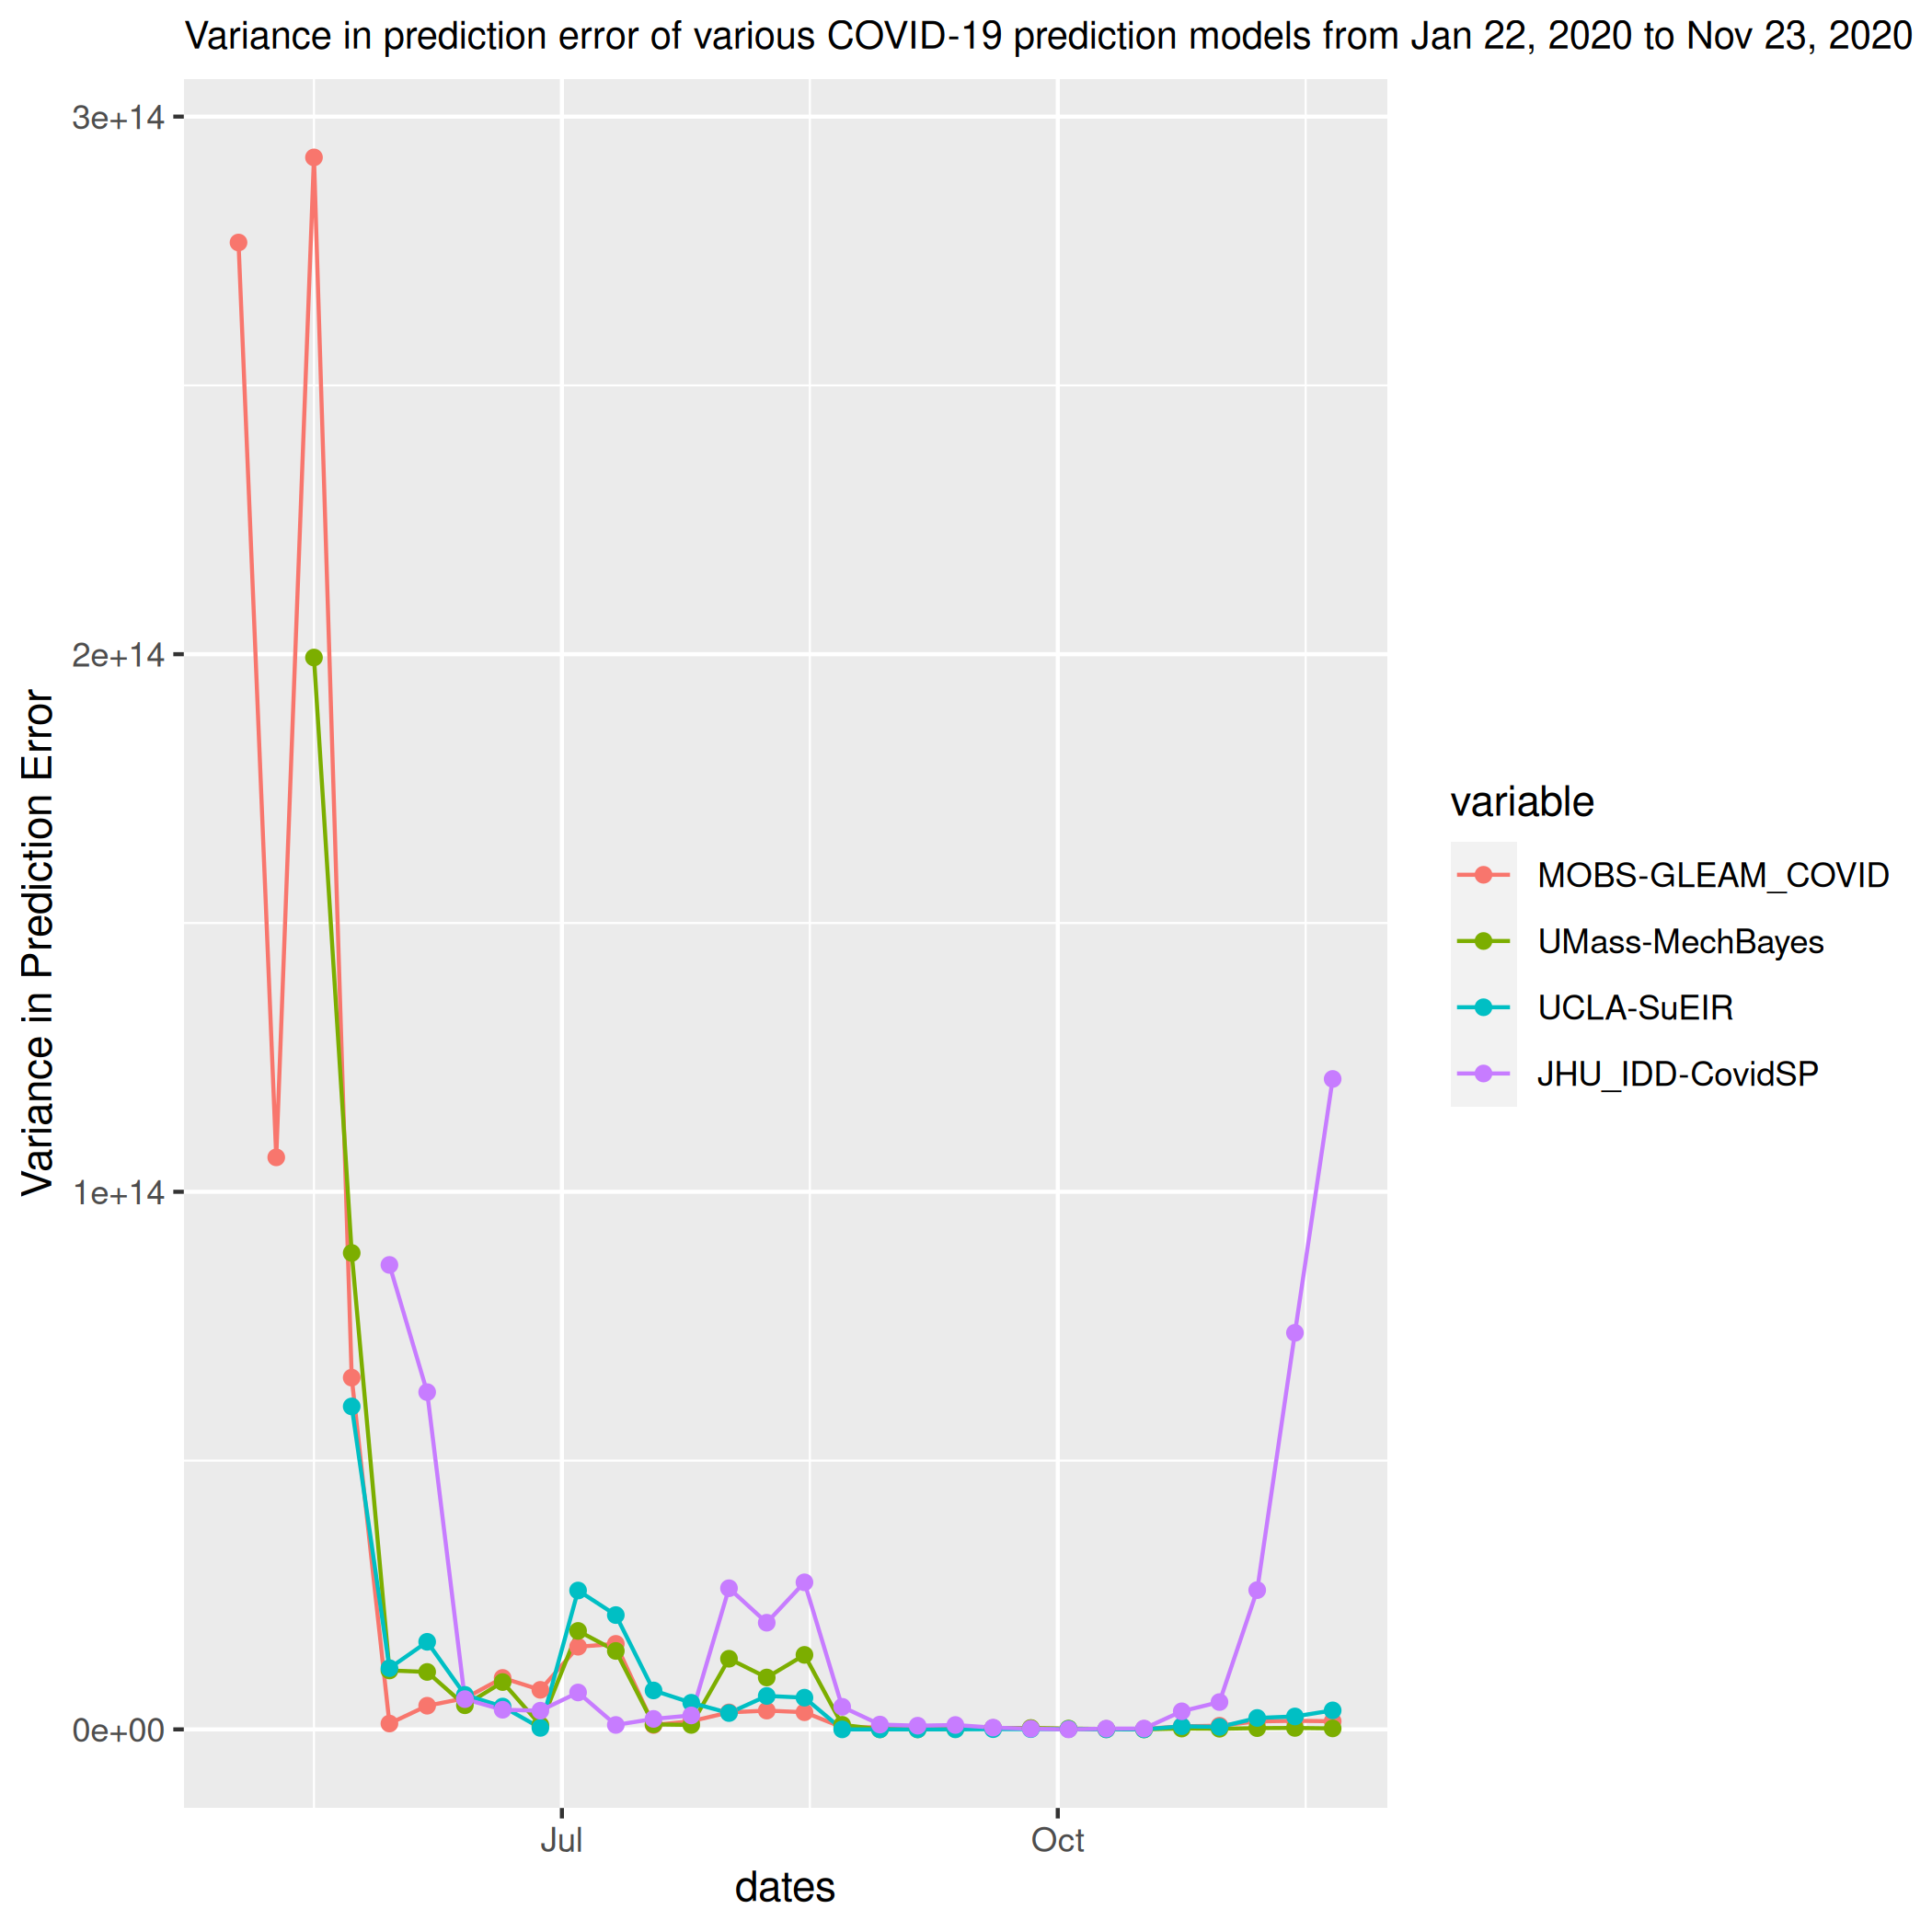 Variance in prediction error of various COVID-19 prediction models from Jan 22, 2020 to Nov 23, 2020
3e+14
2e+14
1e+14
0e+00
Variance in Prediction Error
Jul
Oct
dates
variable
MOBS-GLEAM_COVID
UMass-MechBayes
UCLA-SuEIR
JHU_IDD-CovidSP